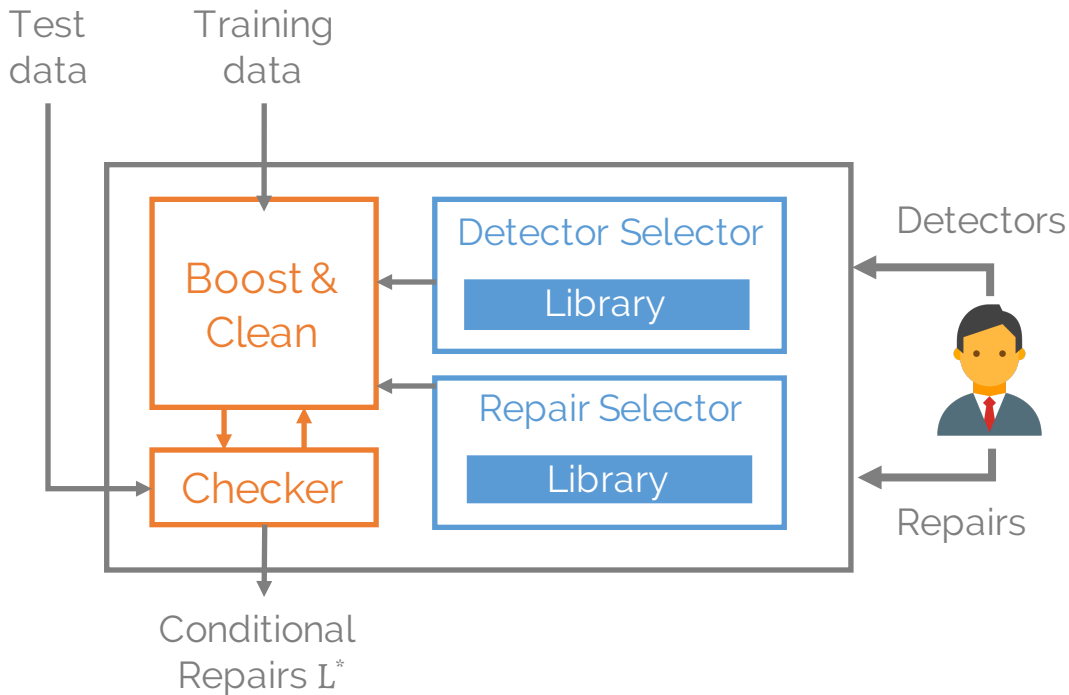 Test
data
Training
data
Boost &
Clean
Detector Selector
Library
Repair Selector
Library
Checker
Detectors
Repairs
Conditional
Repairs L*